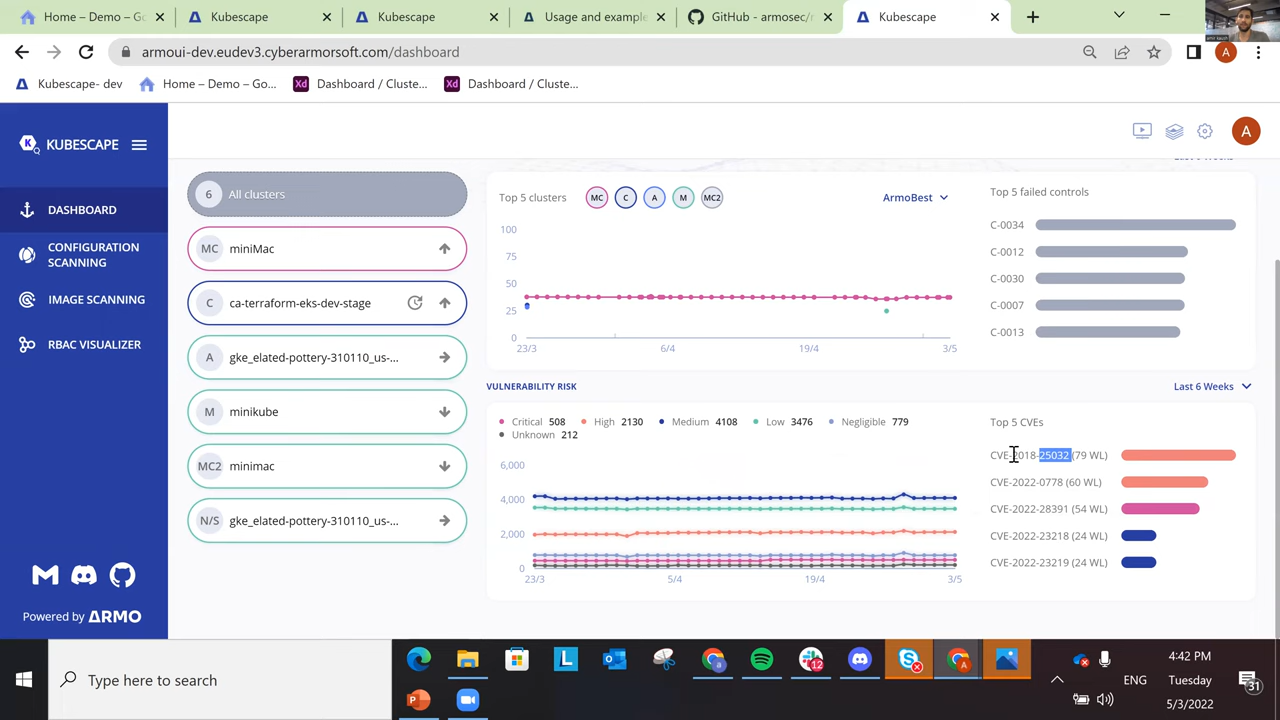 Home – Demo – Go...
Kubescape
Kubescape
Usage and example
GitHub - armosec/r
Kubescape
armoui-dev.eudev3.cyberarmorsoft.com/dashboard
A
Kubescape- dev
Home – Demo – Go...
Xd Dashboard / Cluste...
Xd Dashboard / Cluste...
KUBESCAPE
A
DASHBOARD
CONFIGURATION
SCANNING
IMAGE SCANNING
RBAC VISUALIZER
Powered by ARMO
6 All clusters
MC miniMac
C ca-terraform-eks-dev-stage
A gke_elated-pottery-310110_us-...
M minikube
MC2 minimac
N/S gke_elated-pottery-310110_us-...
Top 5 clusters MC C A M MC2 ArmoBest
100
75
50
25
0
23/3 6/4 19/4 3/5
Top 5 failed controls
C-0034
C-0012
C-0030
C-0007
C-0013
VULNERABILITY RISK
Last 6 Weeks
Critical 508 High 2130 Medium 4108 Low 3476 Negligible 779
Unknown 212
6,000
4,000
2,000
0
23/3 5/4 19/4 3/5
Top 5 CVEs
CVE-2018-25032 (79 WL)
CVE-2022-0778 (60 WL)
CVE-2022-28391 (54 WL)
CVE-2022-23218 (24 WL)
CVE-2022-23219 (24 WL)
Type here to search
L
12
ENG
4:42 PM
Tuesday
5/3/2022
31